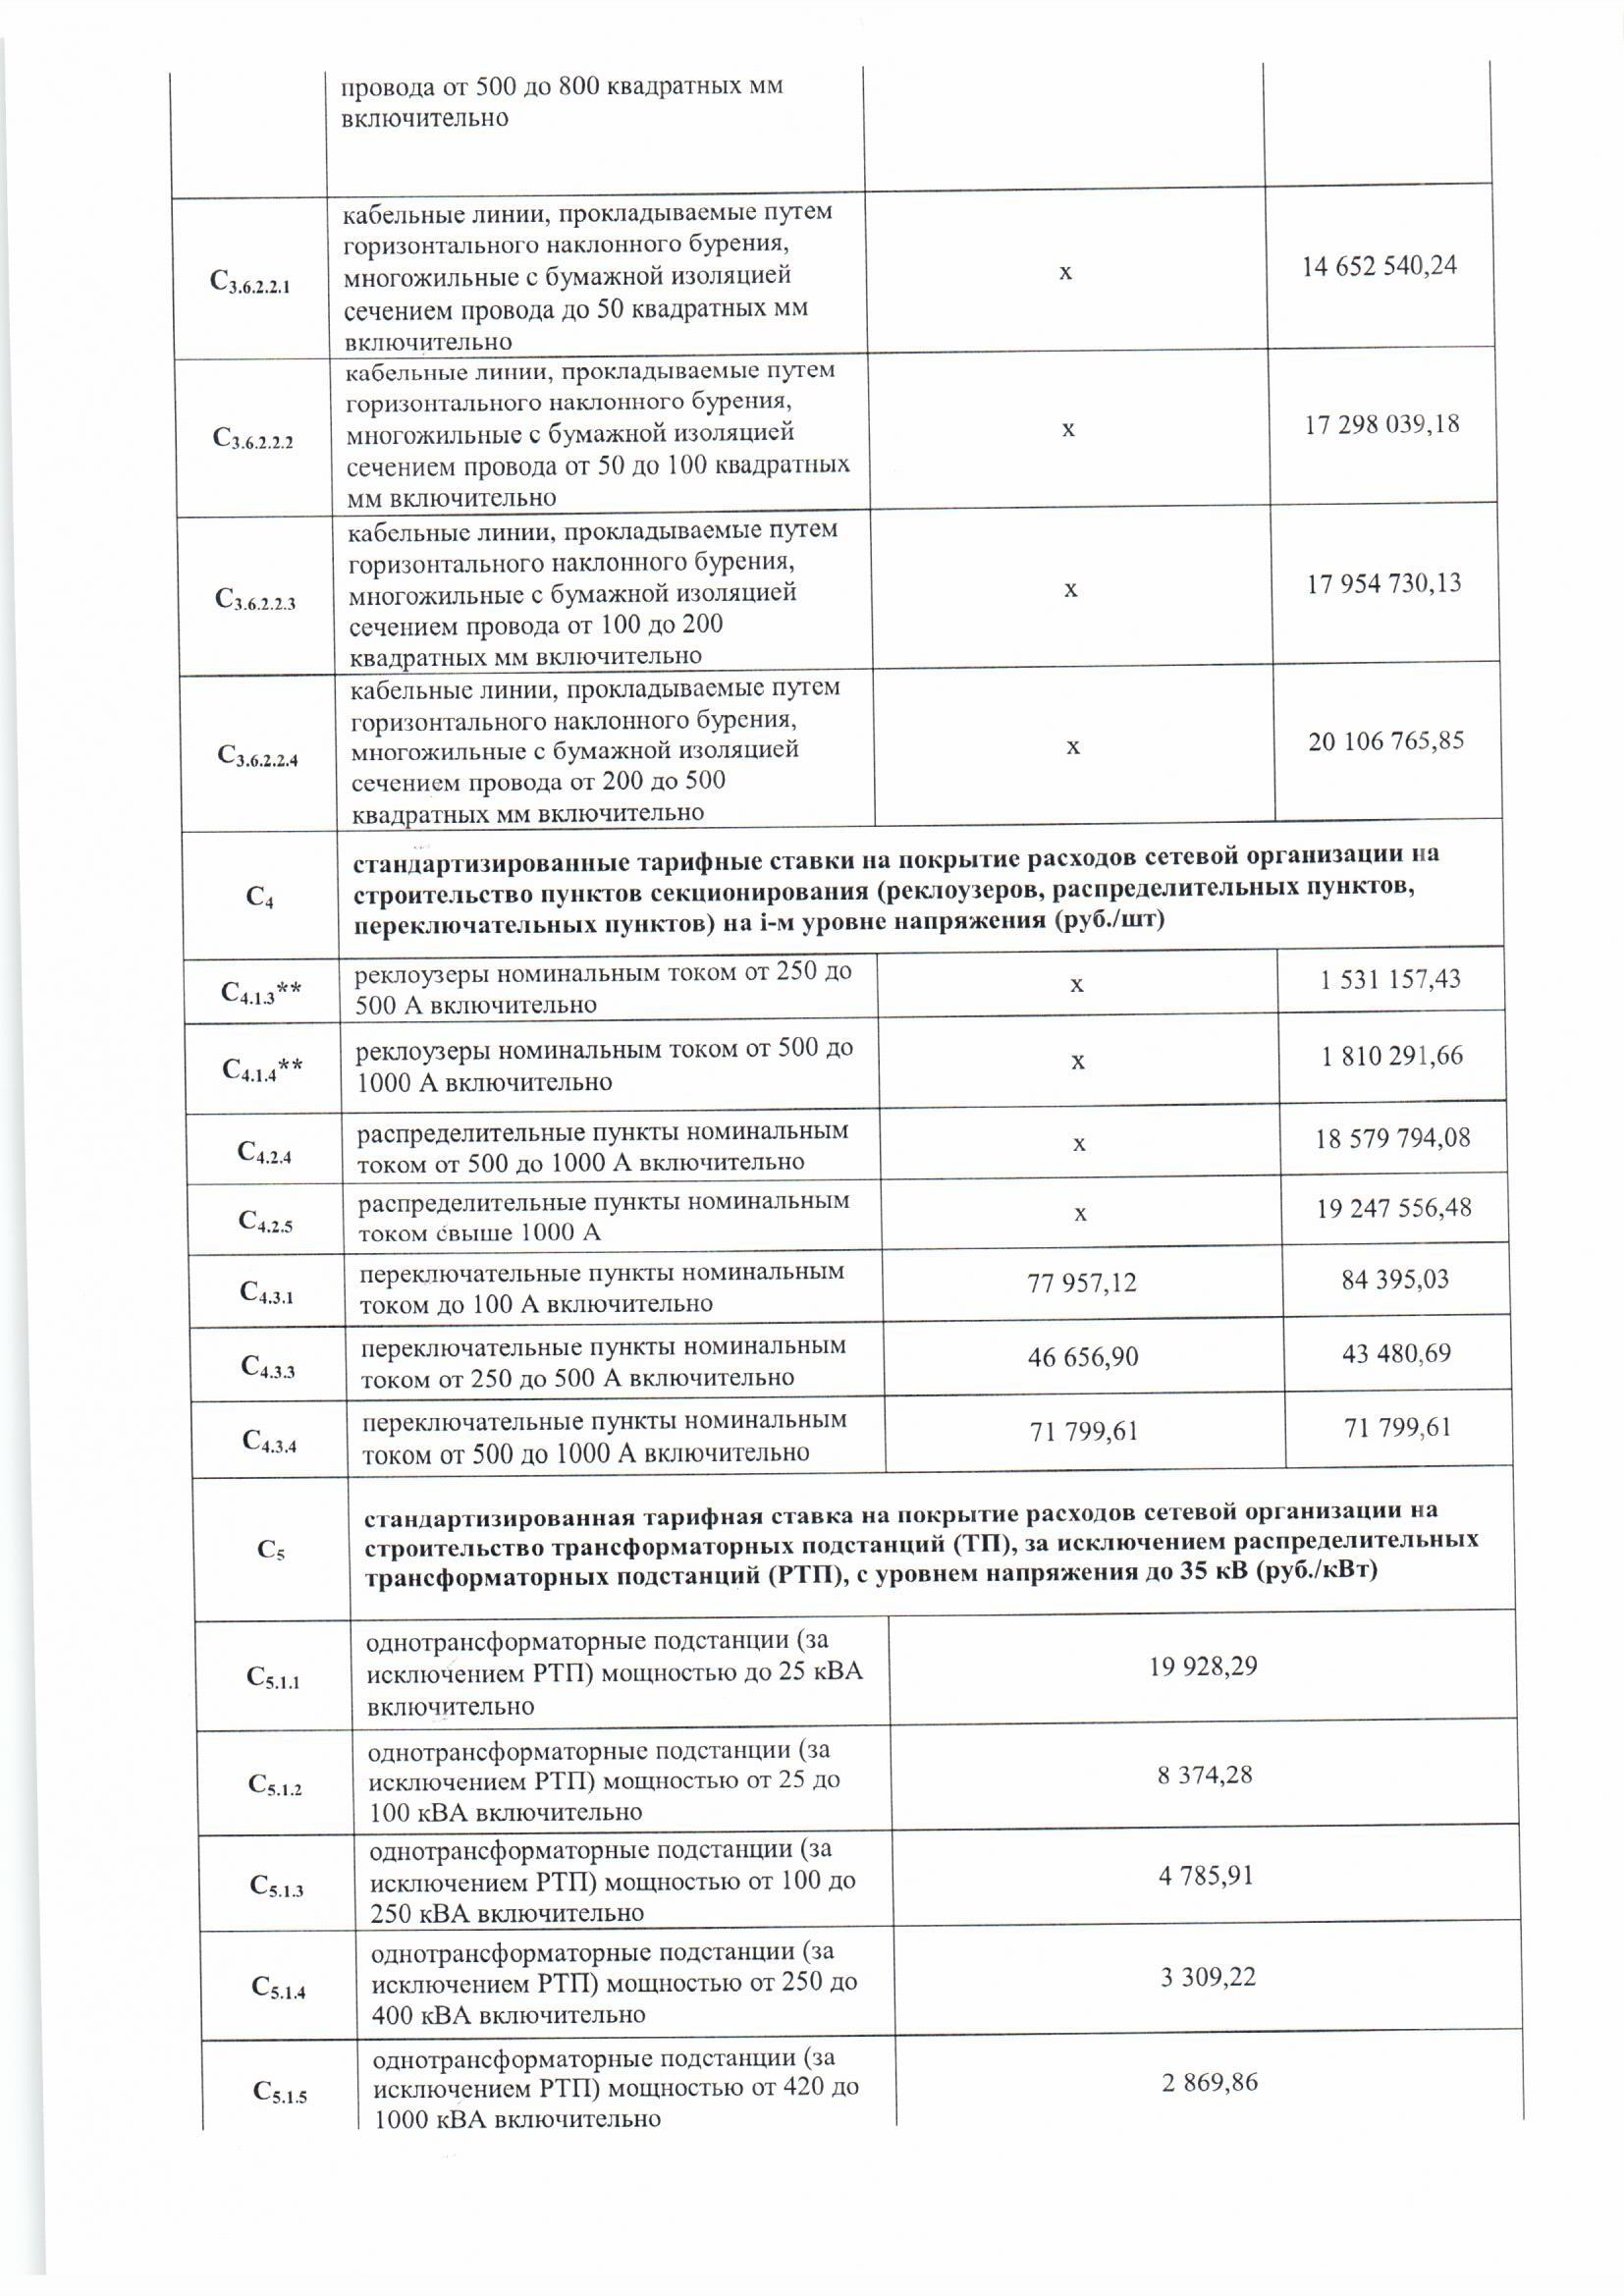 провода от 500 до 800 квадратных мм
включительно
кабельные линии, прокладываемые путем
горизонтального наклонного бурения,
C3.6.2.2.1 многожильные с бумажной изоляцией х 14 652 540,24
сечением провода до 50 квадратных мм
включительно
кабельные линии, прокладываемые путем
горизонтального наклонного бурения,
C3.6.2.2.2 многожильные с бумажной изоляцией х 17 298 039,18
сечением провода от 50 до 100 квадратных
мм включительно
кабельные линии, прокладываемые путем
горизонтального наклонного бурения,
C3.6.2.2.3 многожильные с бумажной изоляцией х 17 954 730,13
сечением провода от 100 до 200
квадратных мм включительно
кабельные линии, прокладываемые путем
горизонтального наклонного бурения,
C3.6.2.2.4 многожильные с бумажной изоляцией х 20 106 765,85
сечением провода от 200 до 500
квадратных мм включительно
стандартизированные тарифные ставки на покрытие расходов сетевой организации на
C4 строительство пунктов секционирования (реклоузеров, распределительных пунктов,
переключательных пунктов) на i-м уровне напряжения (руб./шт)
C4.1.3** реклоузеры номинальным током от 250 до х 1 531 157,43
500 А включительно
C4.1.4** реклоузеры номинальным током от 500 до х 1 810 291,66
1000 А включительно
C4.2.4 распределительные пункты номинальным х 18 579 794,08
током от 500 до 1000 А включительно
C4.2.5 распределительные пункты номинальным х 19 247 556,48
током свыше 1000 А
C4.3.1 переключательные пункты номинальным 77 957,12 84 395,03
током до 100 А включительно
C4.3.3 переключательные пункты номинальным 46 656,90 43 480,69
током от 250 до 500 А включительно
C4.3.4 переключательные пункты номинальным 71 799,61 71 799,61
током от 500 до 1000 А включительно
стандартизированная тарифная ставка на покрытие расходов сетевой организации на
C5 строительство трансформаторных подстанций (ТП), за исключением распределительных
трансформаторных подстанций (РТП), с уровнем напряжения до 35 кВ (руб./кВт)
однотрансформаторные подстанции (за
C5.1.1 исключением РТП) мощностью до 25 кВА 19 928,29
включительно
однотрансформаторные подстанции (за
C5.1.2 исключением РТП) мощностью от 25 до 8 374,28
100 кВА включительно
однотрансформаторные подстанции (за
C5.1.3 исключением РТП) мощностью от 100 до 4 785,91
250 кВА включительно
однотрансформаторные подстанции (за
C5.1.4 исключением РТП) мощностью от 250 до 3 309,22
400 кВА включительно
однотрансформаторные подстанции (за
C5.1.5 исключением РТП) мощностью от 420 до 2 869,86
1000 кВА включительно